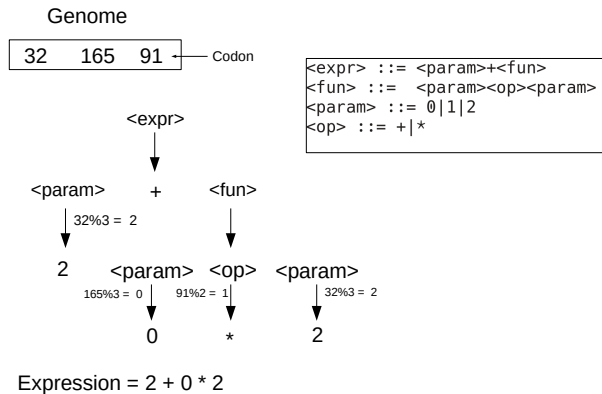 Genome
32 165 91
Codon
<expr> ::= <param>+<fun>
<fun> ::= <param><op><param>
<param> ::= 0|1|2
<op> ::= +|*
<expr>
<param> + <fun>
32%3 = 2
2 <param> <op> <param>
165%3 = 0 91%2 = 1 32%3 = 2
0 * 2
Expression = 2 + 0 * 2